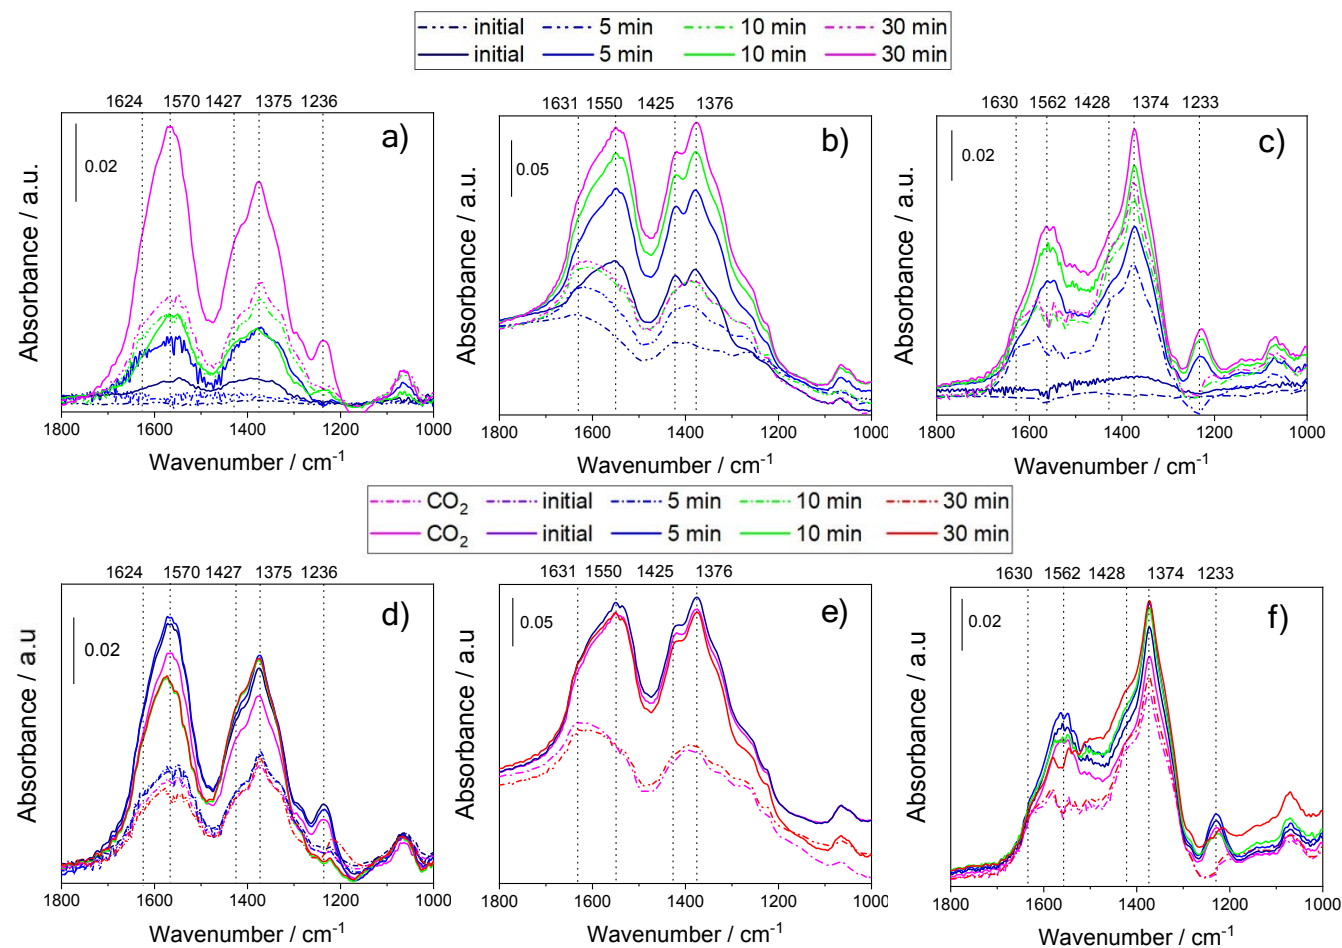 initial 5 min 10 min 30 min
initial 5 min 10 min 30 min
1624 1570 1427 1375 1236
a)
0.02
Absorbance / a.u.
1800 1600 1400 1200 1000
Wavenumber / cm⁻¹
1631 1550 1425 1376
b)
0.05
Absorbance / a.u.
1800 1600 1400 1200 1000
Wavenumber / cm⁻¹
1630 1562 1428 1374 1233
c)
0.02
Absorbance / a.u.
1800 1600 1400 1200 1000
Wavenumber / cm⁻¹
CO₂ initial 5 min 10 min 30 min
CO₂ initial 5 min 10 min 30 min
1624 1570 1427 1375 1236
d)
0.02
Absorbance / a.u
1800 1600 1400 1200 1000
Wavenumber / cm⁻¹
1631 1550 1425 1376
e)
0.05
Absorbance / a.u
1800 1600 1400 1200 1000
Wavenumber / cm⁻¹
1630 1562 1428 1374 1233
f)
0.02
Absorbance / a.u
1800 1600 1400 1200 1000
Wavenumber / cm⁻¹